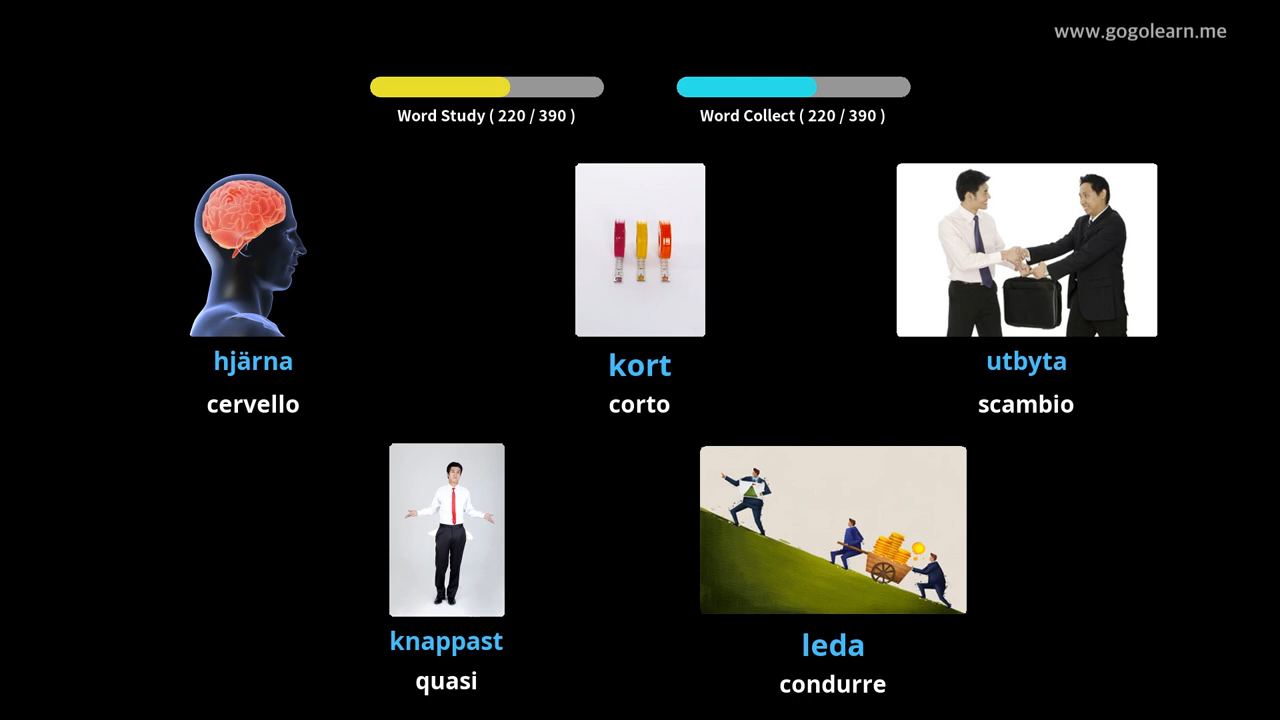 www.gogolearn.me
Word Study ( 220 / 390 )
Word Collect ( 220 / 390 )
hjärna
cervello
kort
corto
utbyta
scambio
knappast
quasi
leda
condurre